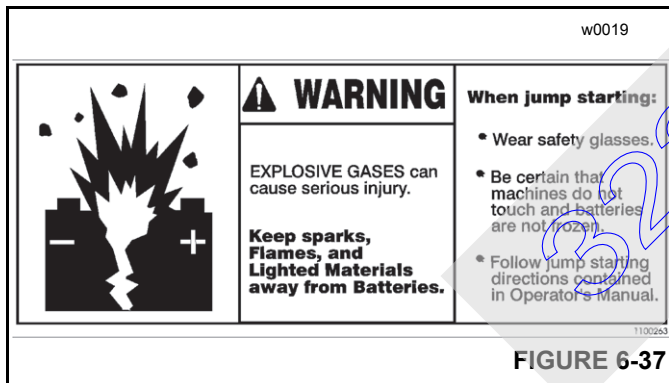 w0019
WARNING
EXPLOSIVE GASES can
cause serious injury.
Keep sparks,
Flames, and
Lighted Materials
away from Batteries.
When jump starting:
• Wear safety glasses.
• Be certain that
machines do not
touch and batteries
are not frozen.
• Follow jump starting
directions contained
in Operator's Manual.
1100263
FIGURE 6-37